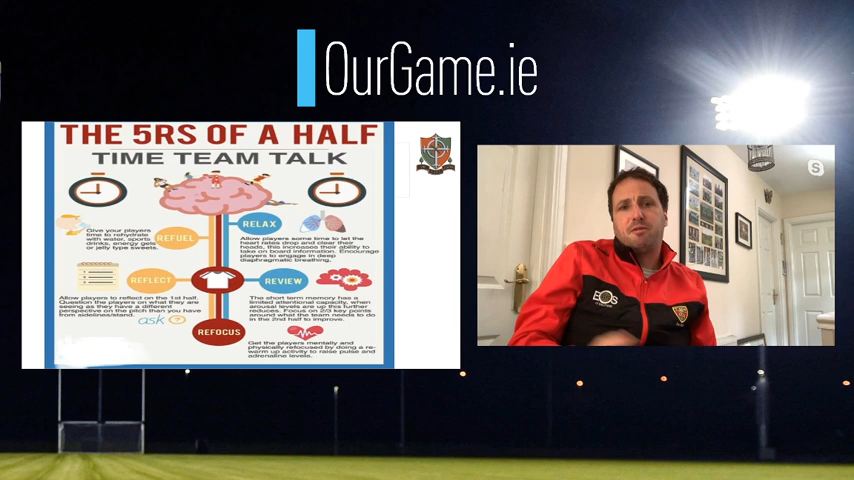 OurGame.ie
THE 5RS OF A HALF
TIME TEAM TALK
RELAX
Give your players
time to rehydrate
with water, sports
drinks, energy gels
or jelly type sweets.
REFUEL
Allow players some time to let the
heart rates drop and clear their
heads, this increases their ability to
take on board information. Encourage
players to engage in deep
diaphragmatic breathing.
REFLECT
REVIEW
Allow players to reflect on the 1st half.
Question the players on what they are
seeing as they have a different
perspective on the pitch than you have
from sidelines/stand.
ask
The short term memory has a
limited attentional capacity, when
arousal levels are up this further
reduces. Focus on 2/3 key points
around what the team needs to do
in the 2nd half to improve.
REFOCUS
Get the players mentally and
physically refocused by doing a re-
warm up activity to raise pulse and
adrenaline levels.
EOS